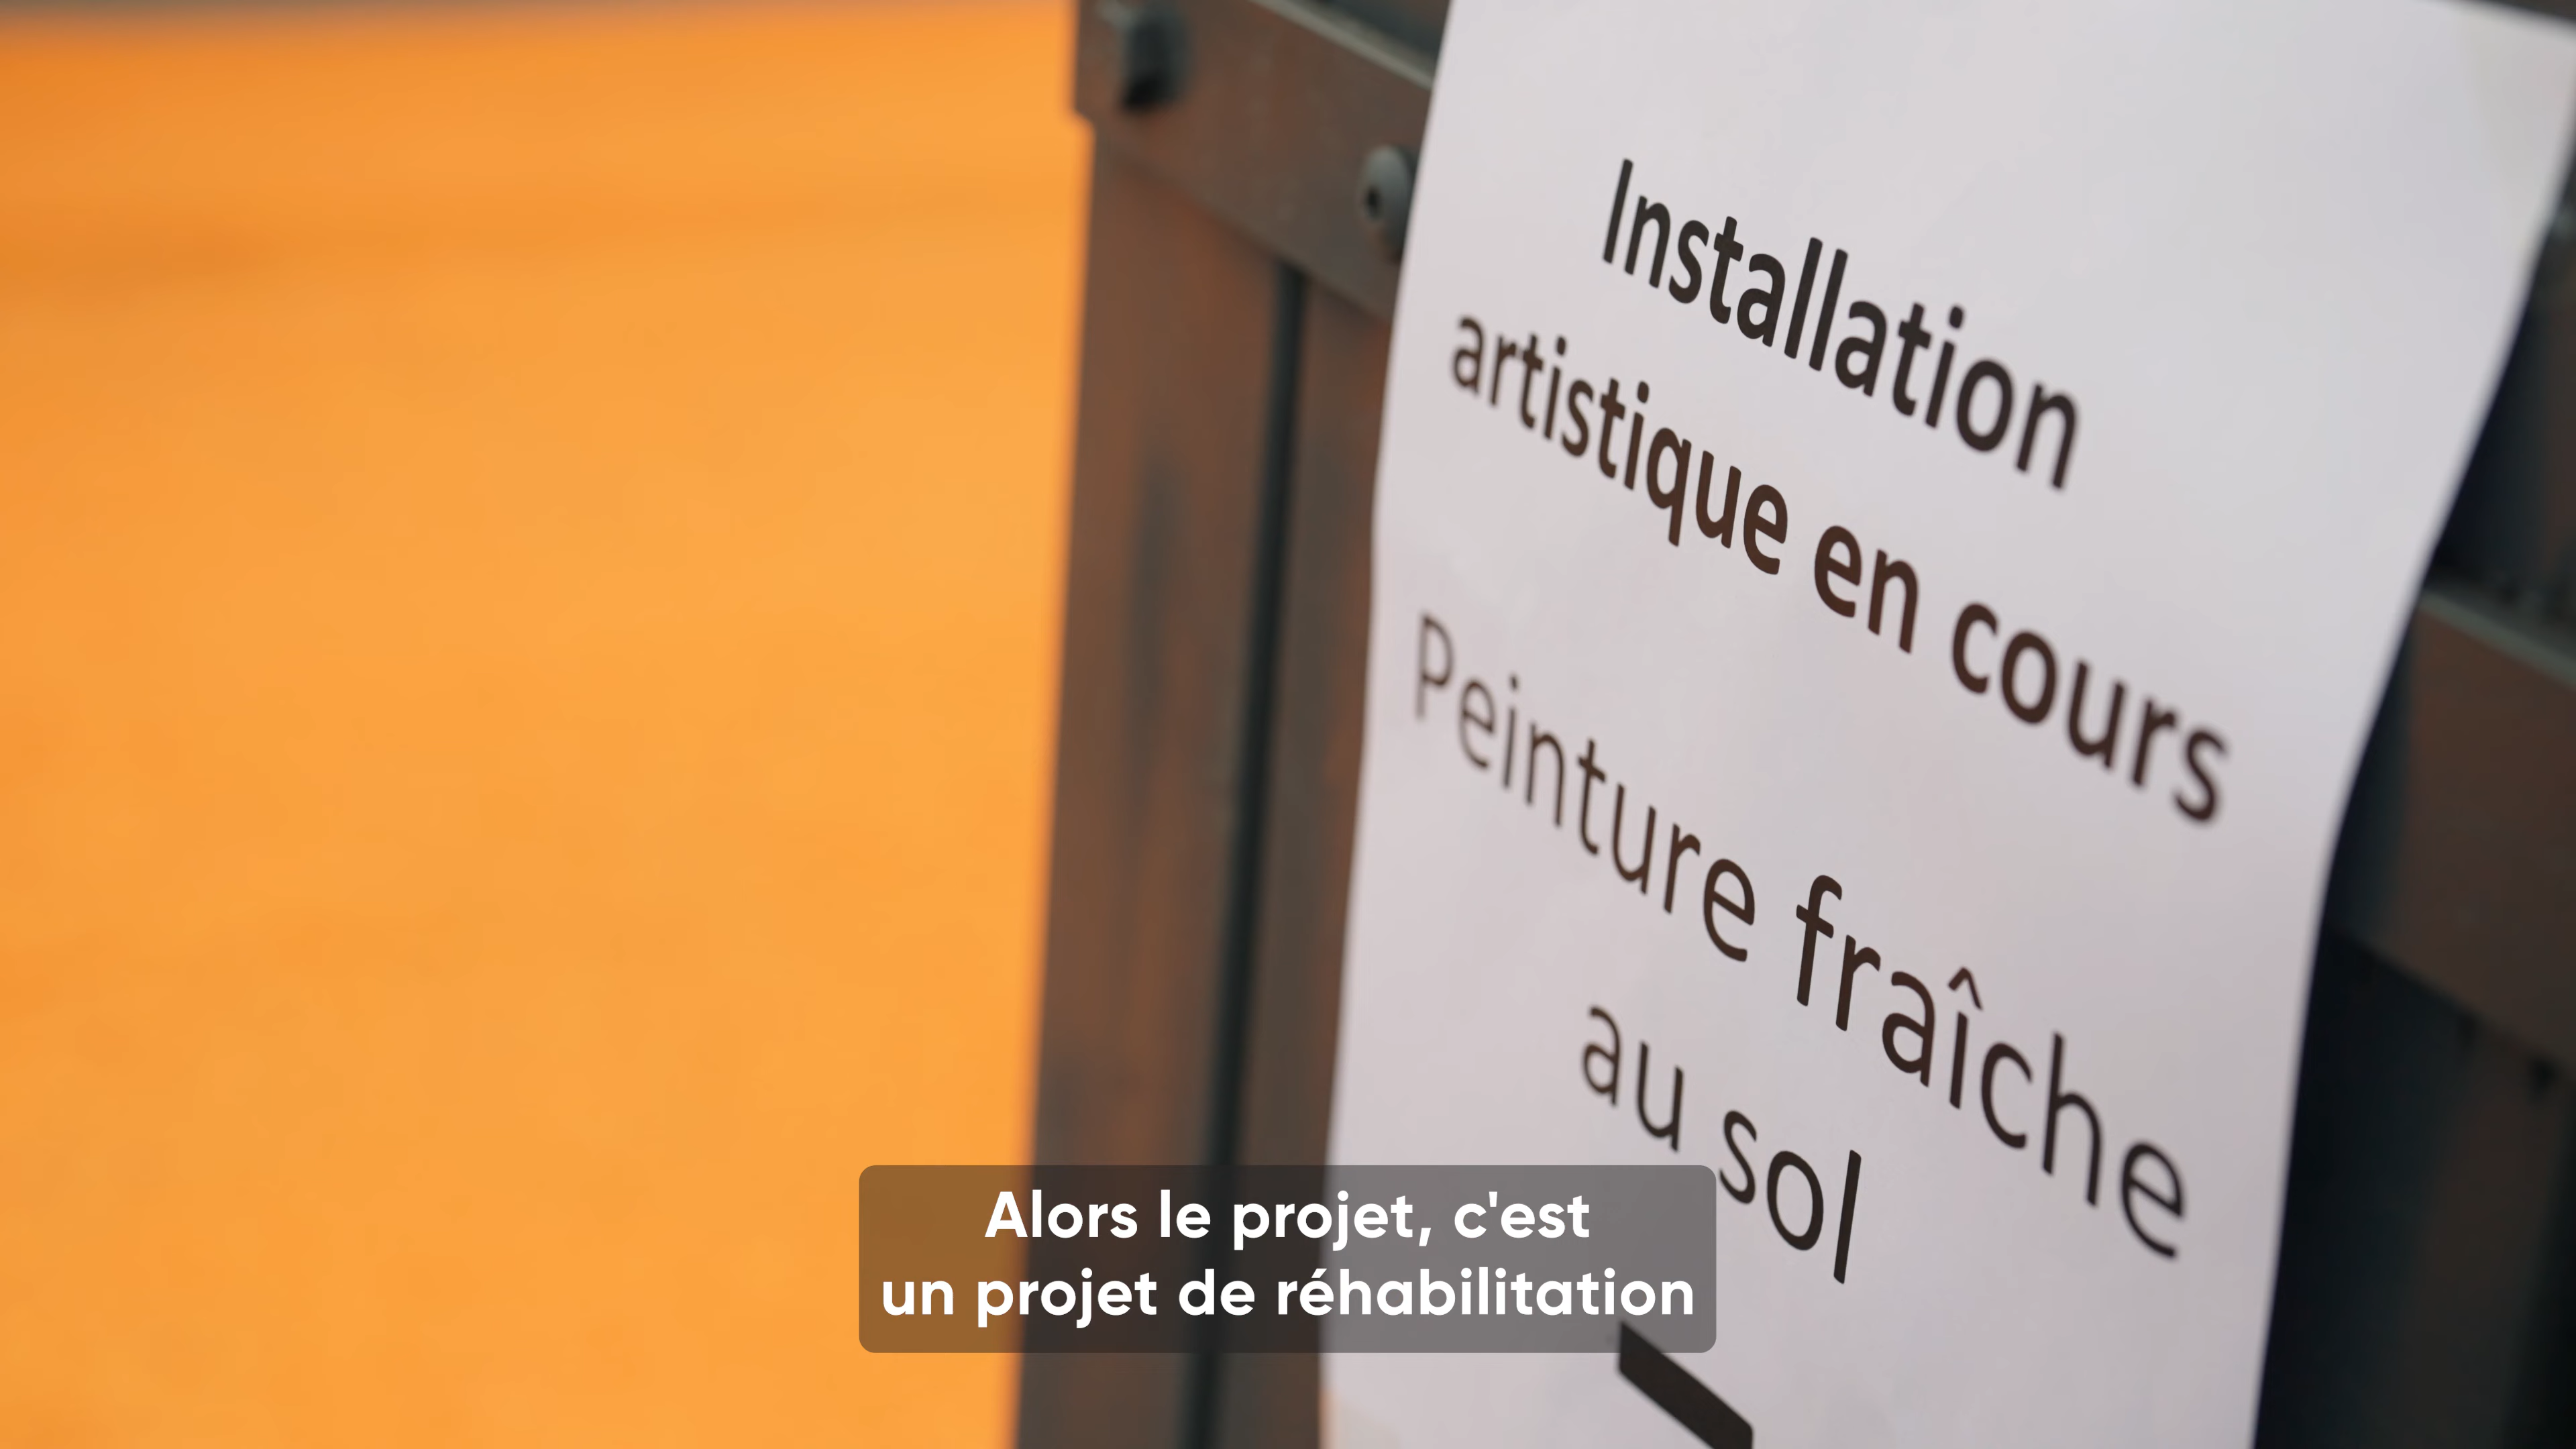 Installation
artistique en cours
Peinture fraîche
au sol
Alors le projet, c'est
un projet de réhabilitation